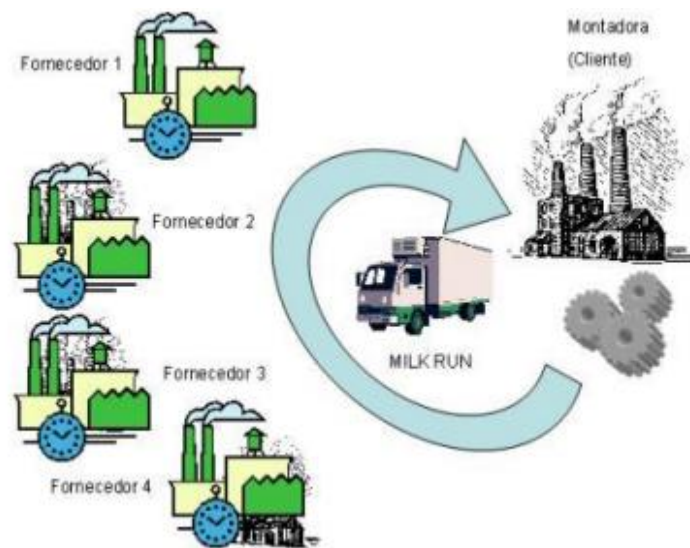 Fornecedor 1
Montadora
(Cliente)
Fornecedor 2
Fornecedor 3
MILK RUN
Fornecedor 4